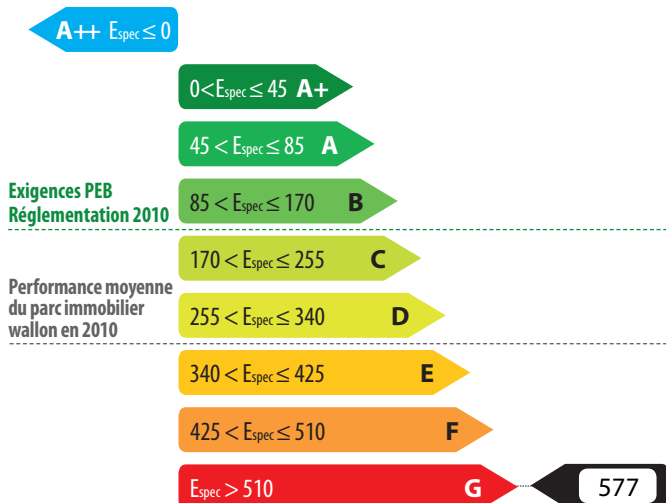 A++ Espec ≤ 0
0 < Espec ≤ 45 A+
45 < Espec ≤ 85 A
Exigences PEB
Réglementation 2010
85 < Espec ≤ 170 B
170 < Espec ≤ 255 C
Performance moyenne
du parc immobilier
wallon en 2010
255 < Espec ≤ 340 D
340 < Espec ≤ 425 E
425 < Espec ≤ 510 F
Espec > 510 G 577